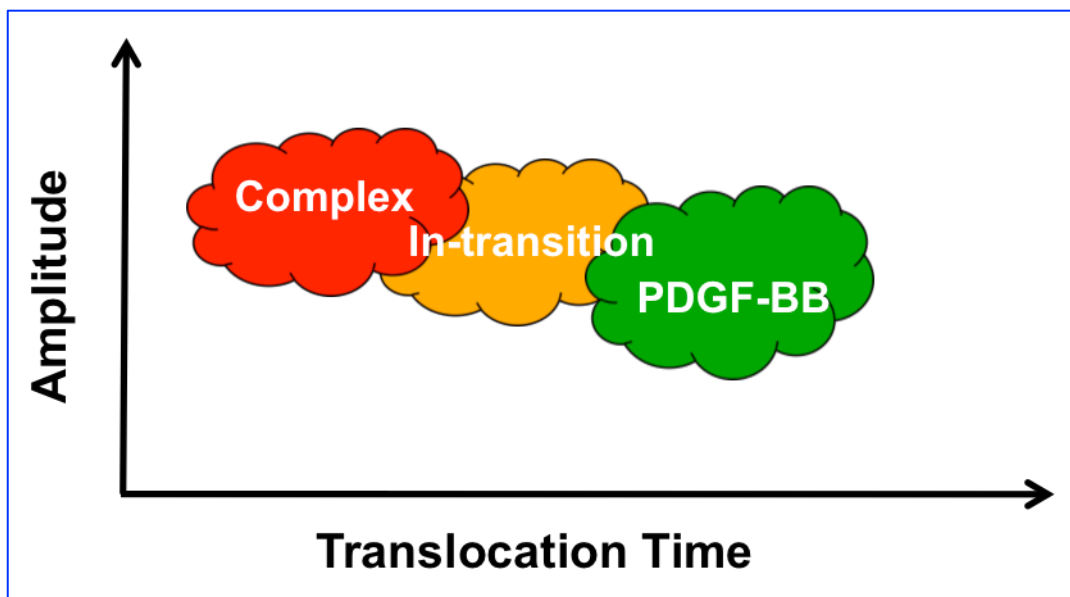 Amplitude
Complex
In-transition
PDGF-BB
Translocation Time